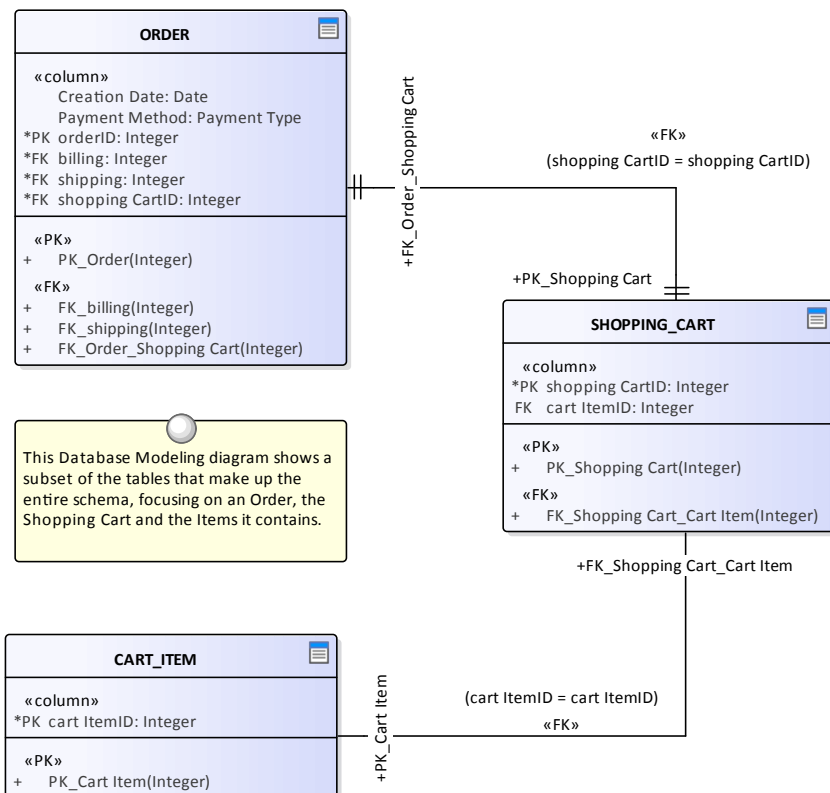 ORDER
«column»
Creation Date: Date
Payment Method: Payment Type
*PK orderID: Integer
*FK billing: Integer
*FK shipping: Integer
*FK shopping CartID: Integer
«PK»
+ PK_Order(Integer)
«FK»
+ FK_billing(Integer)
+ FK_shipping(Integer)
+ FK_Order_Shopping Cart(Integer)
+FK_Order_Shopping Cart
«FK»
(shopping CartID = shopping CartID)
+PK_Shopping Cart
SHOPPING_CART
«column»
*PK shopping CartID: Integer
FK cart ItemID: Integer
«PK»
+ PK_Shopping Cart(Integer)
«FK»
+ FK_Shopping Cart_Cart Item(Integer)
This Database Modeling diagram shows a
subset of the tables that make up the
entire schema, focusing on an Order, the
Shopping Cart and the Items it contains.
+FK_Shopping Cart_Cart Item
CART_ITEM
«column»
*PK cart ItemID: Integer
«PK»
+ PK_Cart Item(Integer)
+PK_Cart Item
(cart ItemID = cart ItemID)
«FK»